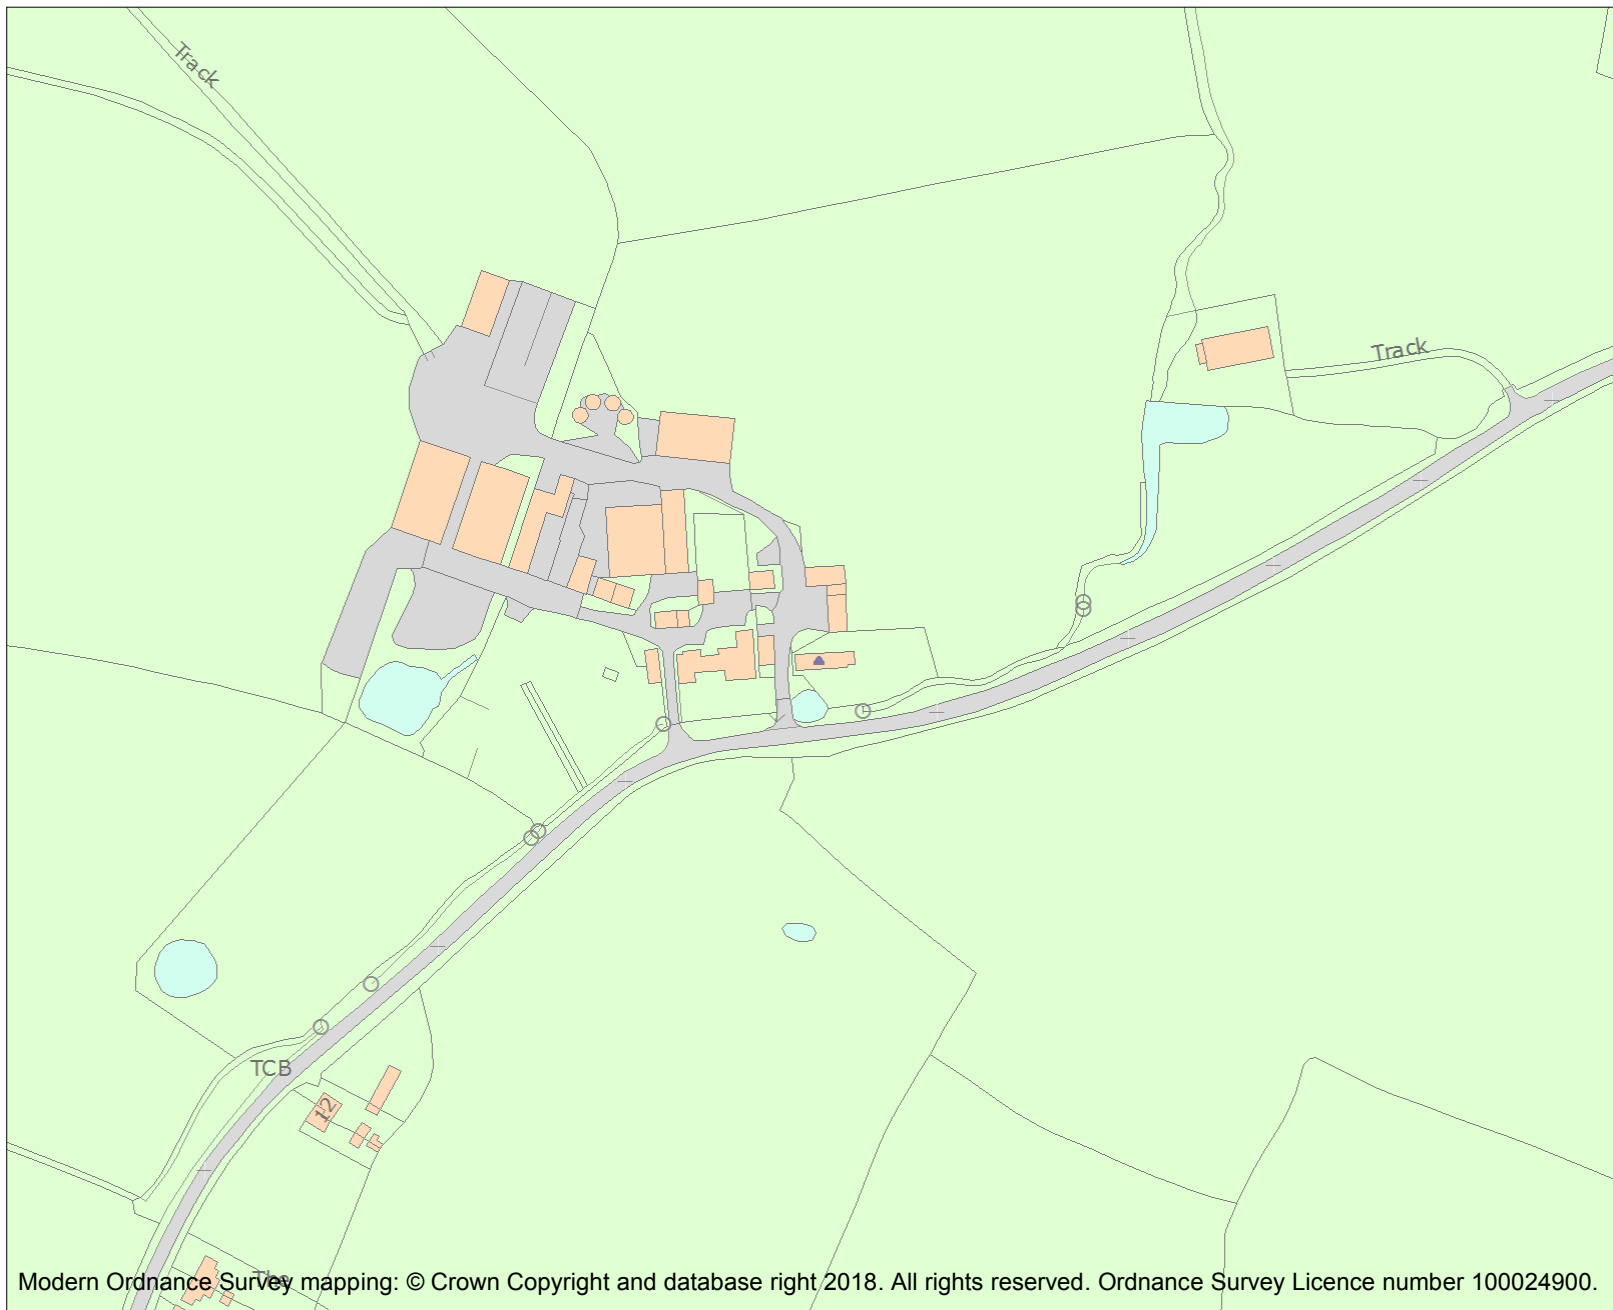 Track
Track
TCB
12
The
Modern Ordnance Survey mapping: © Crown Copyright and database right 2018. All rights reserved. Ordnance Survey Licence number 100024900.